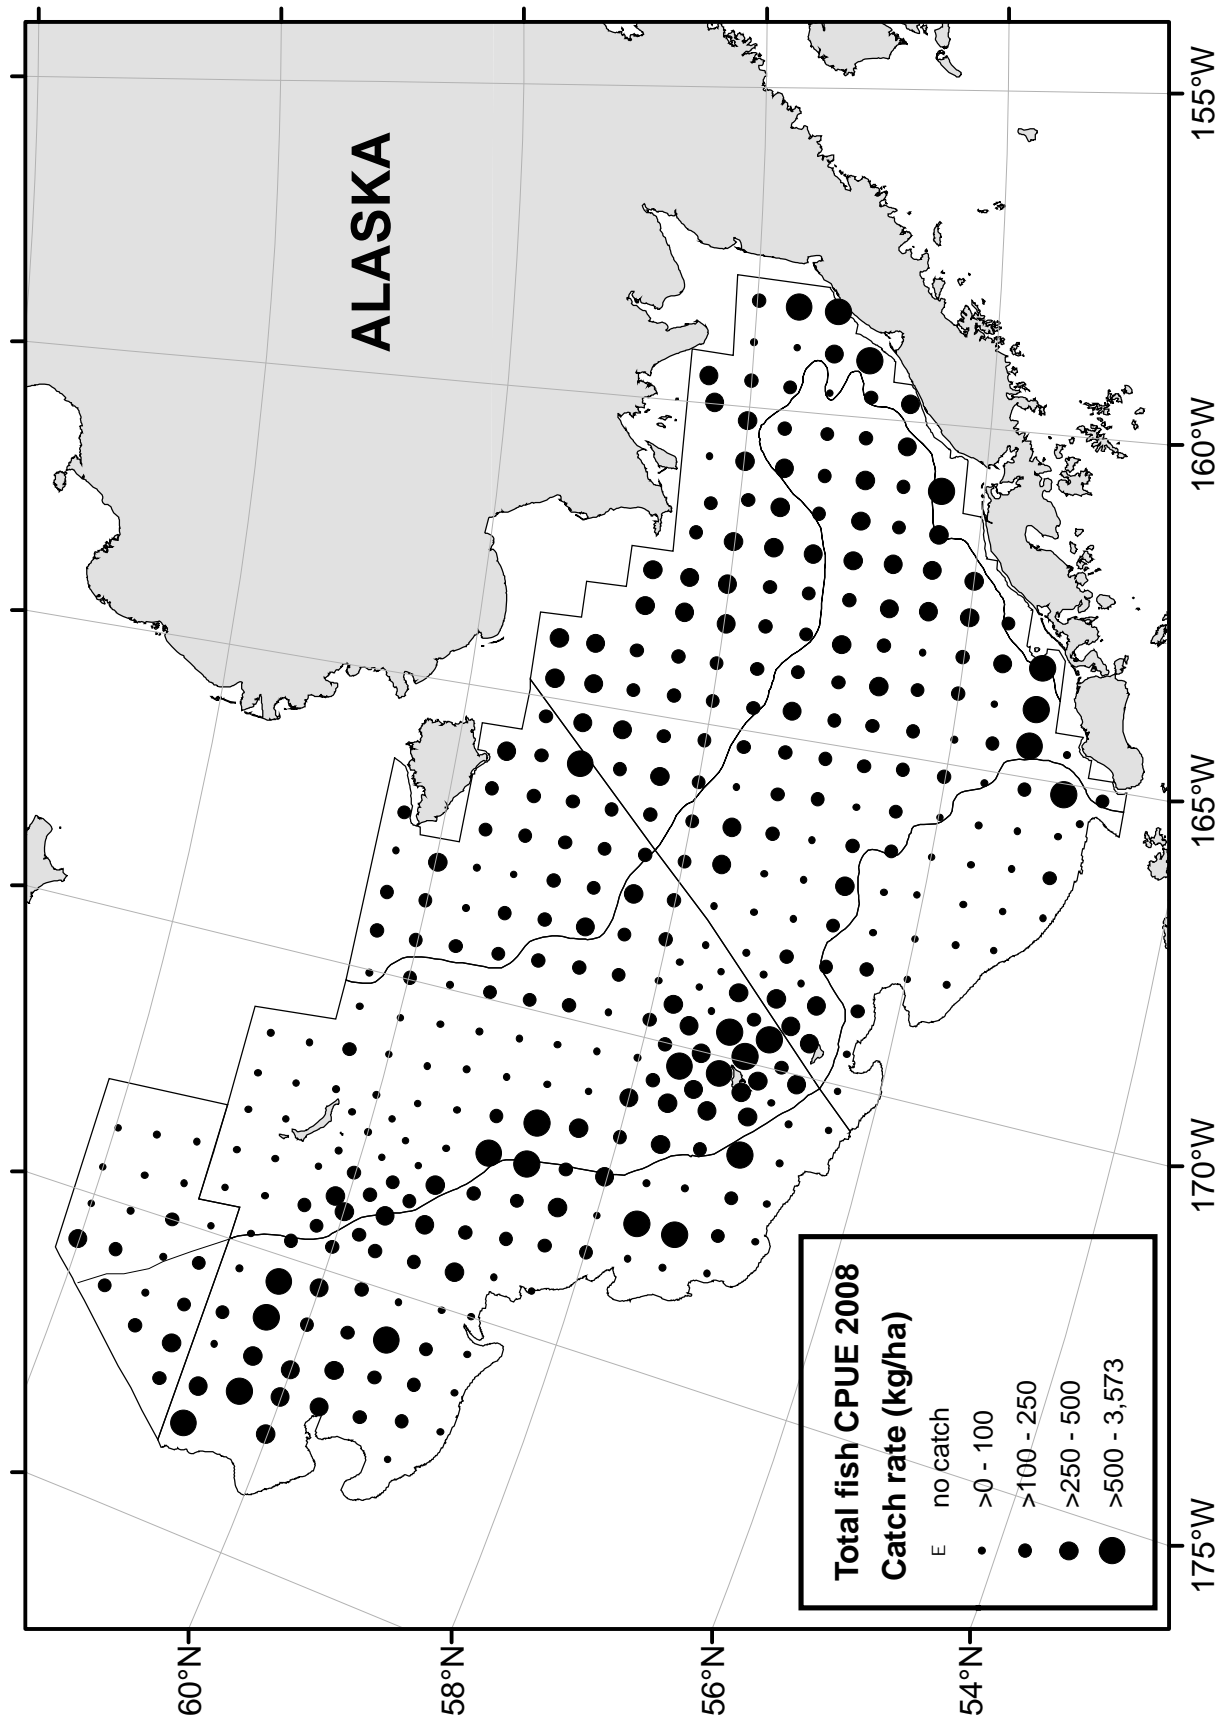 ALASKA
60°N
58°N
56°N
54°N
175°W
170°W
165°W
160°W
155°W
Total fish CPUE 2008
Catch rate (kg/ha)
E no catch
>0 - 100
>100 - 250
>250 - 500
>500 - 3,573